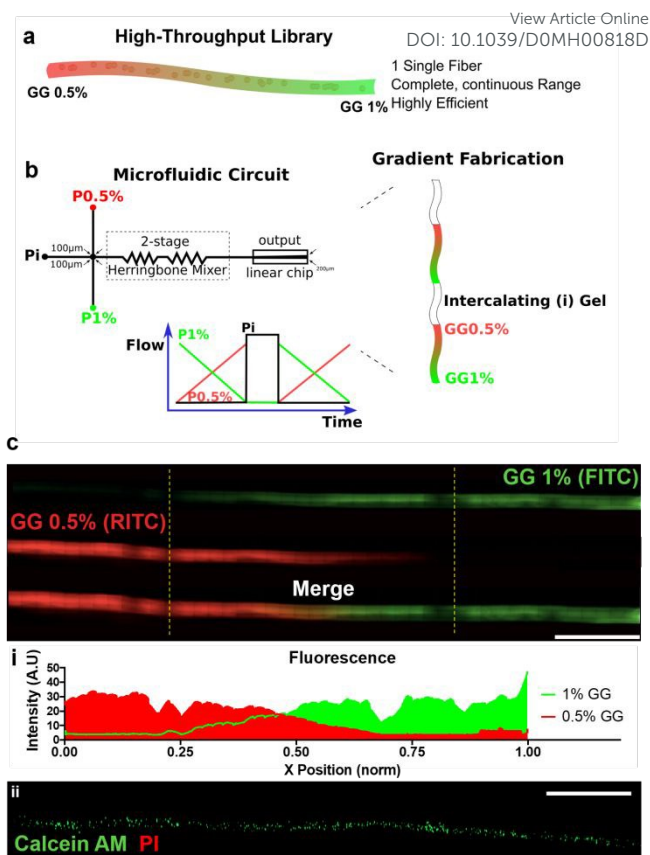 View Article Online
DOI: 10.1039/D0MH00818D
a
High-Throughput Library
GG 0.5%
GG 1%
1 Single Fiber
Complete, continuous Range
Highly Efficient
b
Microfluidic Circuit
P0.5%
Pi
100μm
100μm
P1%
2-stage
Herringbone Mixer
output
linear chip
200μm
Flow
P1%
Pi
P0.5%
Time
Gradient Fabrication
Intercalating (i) Gel
GG0.5%
GG1%
c
GG 1% (FITC)
GG 0.5% (RITC)
Merge
i
Fluorescence
Intensity (A.U)
50
40
30
20
10
0
0.00
0.25
0.50
0.75
1.00
X Position (norm)
1% GG
0.5% GG
ii
Calcein AM PI